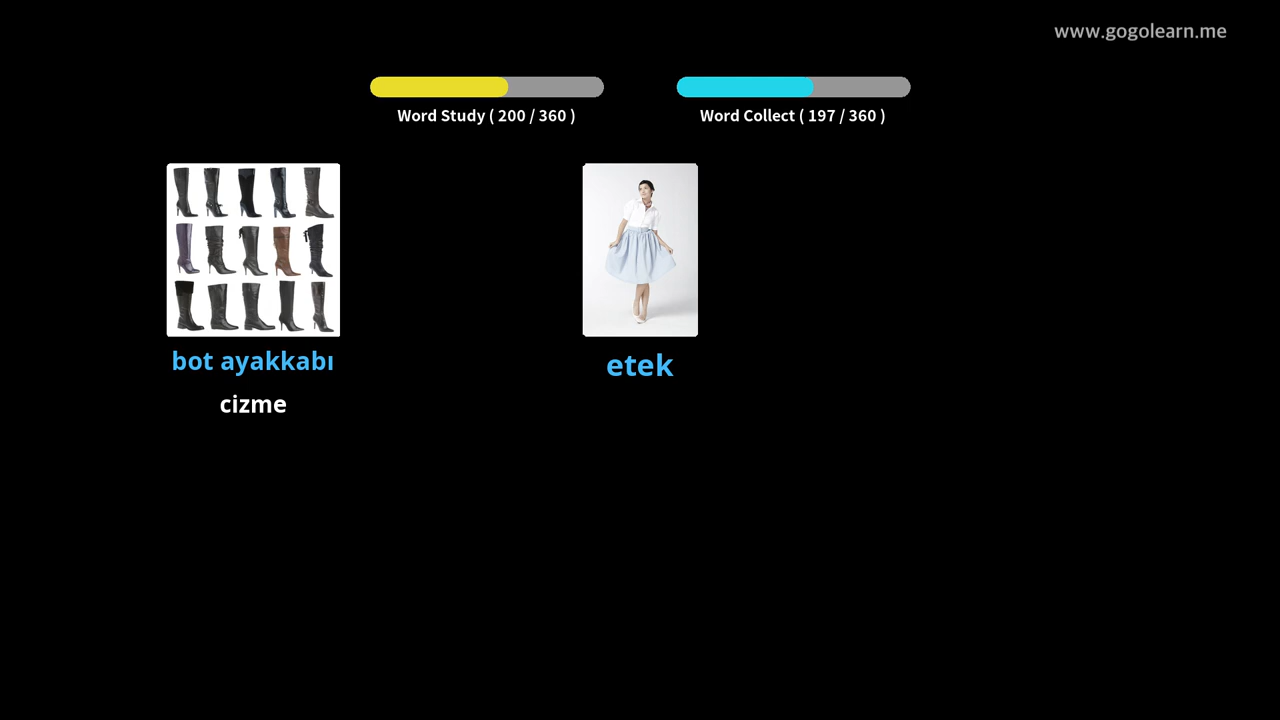 www.gogolearn.me
Word Study ( 200 / 360 )
Word Collect ( 197 / 360 )
bot ayakkabı
etek
cizme